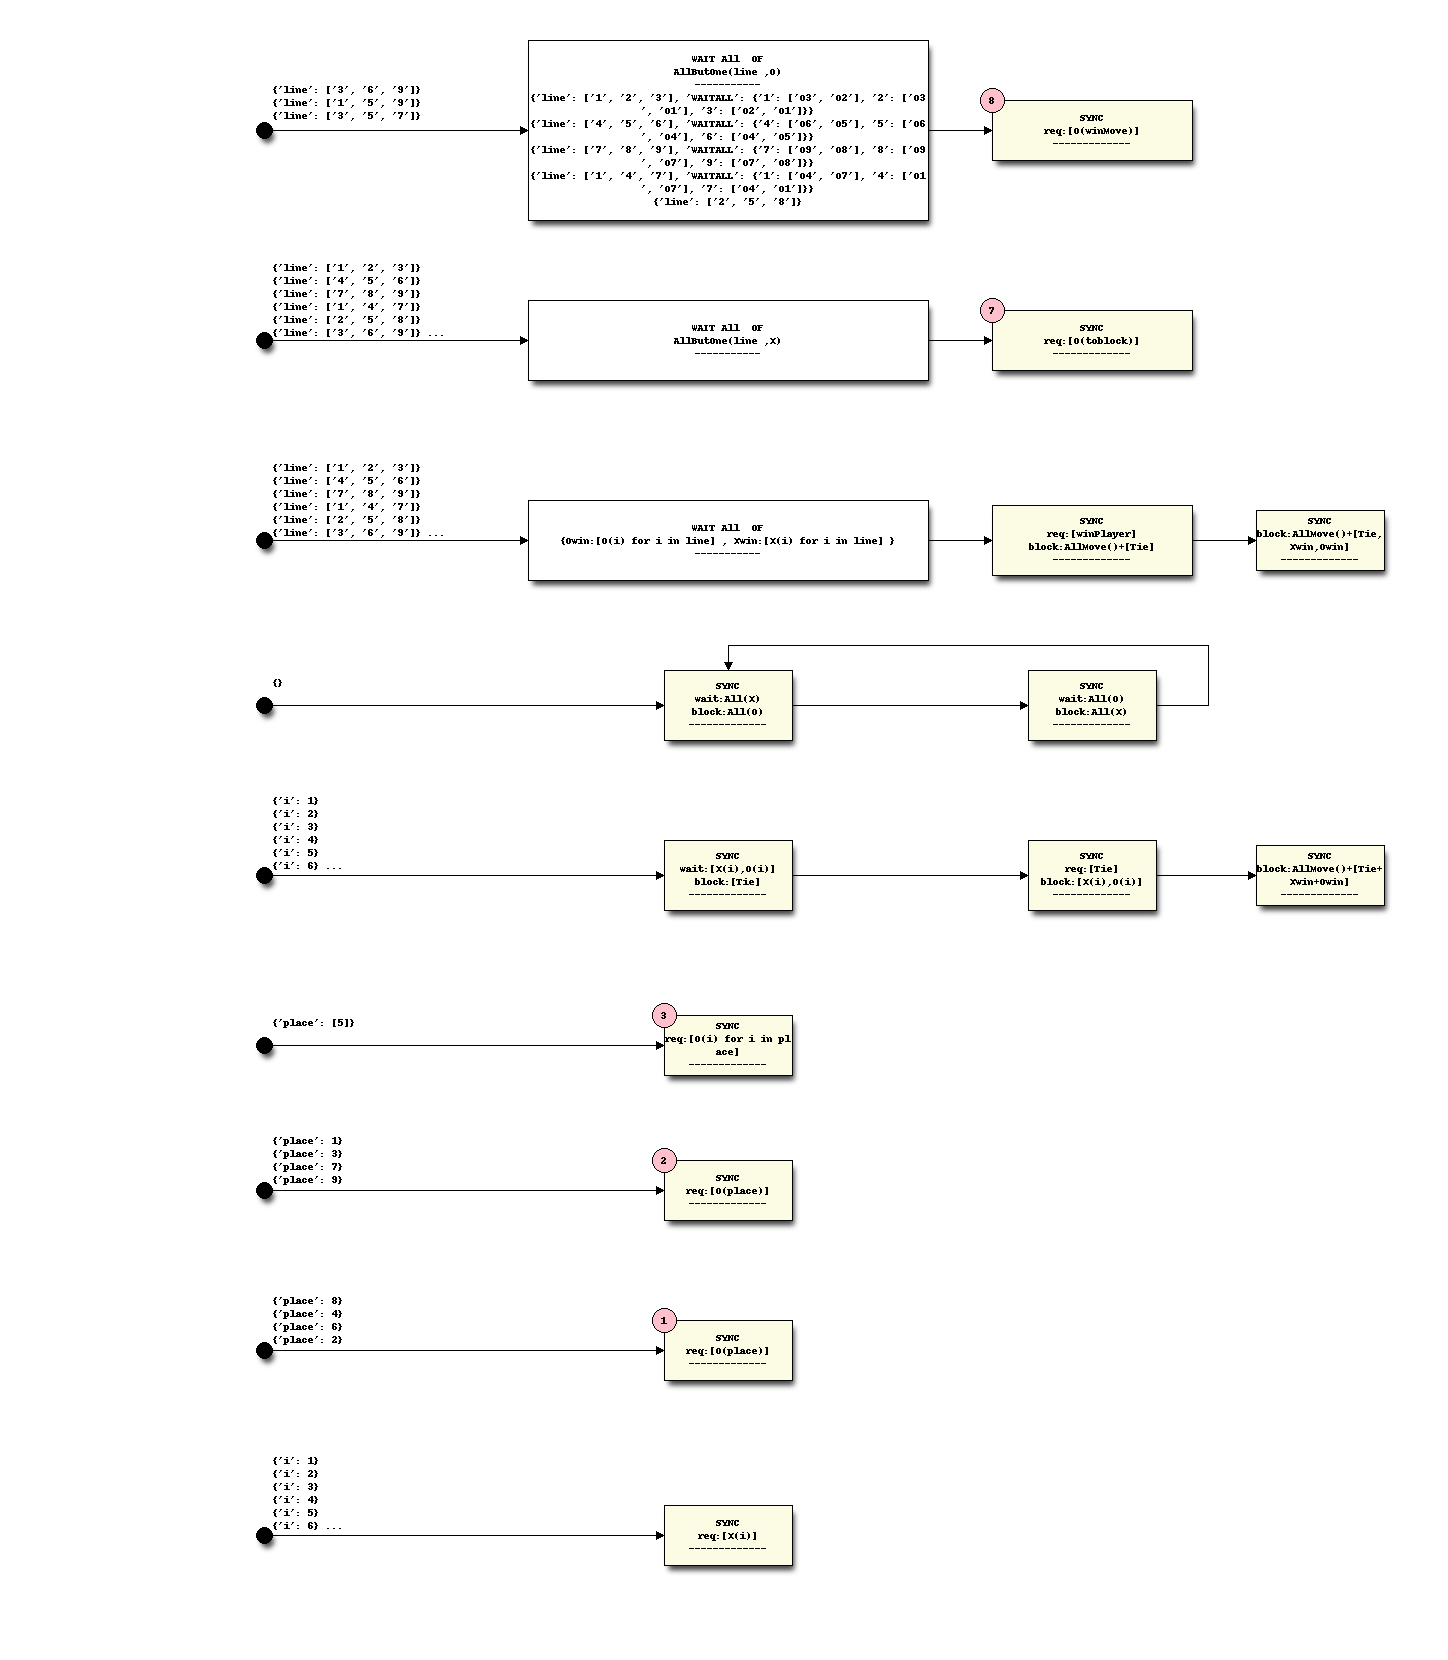 WAIT All  OF
AllButOne(line ,O)
-----------
{'line': ['3', '6', '9']}
{'line': ['1', '5', '9']}
{'line': ['3', '5', '7']}
{'line': ['1', '2', '3'], 'WAITALL': {'1': ['O3', 'O2'], '2': ['O3
', 'O1'], '3': ['O2', 'O1']}}
{'line': ['4', '5', '6'], 'WAITALL': {'4': ['O6', 'O5'], '5': ['O6
', 'O4'], '6': ['O4', 'O5']}}
{'line': ['7', '8', '9'], 'WAITALL': {'7': ['O9', 'O8'], '8': ['O9
', 'O7'], '9': ['O7', 'O8']}}
{'line': ['1', '4', '7'], 'WAITALL': {'1': ['O4', 'O7'], '4': ['O1
', 'O7'], '7': ['O4', 'O1']}}
{'line': ['2', '5', '8']}
8
SYNC
req:[O(winMove)]
-------------
{'line': ['1', '2', '3']}
{'line': ['4', '5', '6']}
{'line': ['7', '8', '9']}
{'line': ['1', '4', '7']}
{'line': ['2', '5', '8']}
{'line': ['3', '6', '9']} ...
WAIT All  OF
AllButOne(line ,X)
-----------
7
SYNC
req:[O(toblock)]
-------------
{'line': ['1', '2', '3']}
{'line': ['4', '5', '6']}
{'line': ['7', '8', '9']}
{'line': ['1', '4', '7']}
{'line': ['2', '5', '8']}
{'line': ['3', '6', '9']} ...
WAIT All  OF
{Owin:[O(i) for i in line] , Xwin:[X(i) for i in line] }
-----------
SYNC
req:[winPlayer]
block:AllMove()+[Tie]
-------------
SYNC
block:AllMove()+[Tie,
Xwin,Owin]
-------------
{}
SYNC
wait:All(X)
block:All(O)
-------------
SYNC
wait:All(O)
block:All(X)
-------------
{'i': 1}
{'i': 2}
{'i': 3}
{'i': 4}
{'i': 5}
{'i': 6} ...
SYNC
wait:[X(i),O(i)]
block:[Tie]
-------------
SYNC
req:[Tie]
block:[X(i),O(i)]
-------------
SYNC
block:AllMove()+[Tie+
Xwin+Owin]
-------------
{'place': [5]}
3
SYNC
req:[O(i) for i in pl
ace]
-------------
{'place': 1}
{'place': 3}
{'place': 7}
{'place': 9}
2
SYNC
req:[O(place)]
-------------
{'place': 8}
{'place': 4}
{'place': 6}
{'place': 2}
1
SYNC
req:[O(place)]
-------------
{'i': 1}
{'i': 2}
{'i': 3}
{'i': 4}
{'i': 5}
{'i': 6} ...
SYNC
req:[X(i)]
-------------